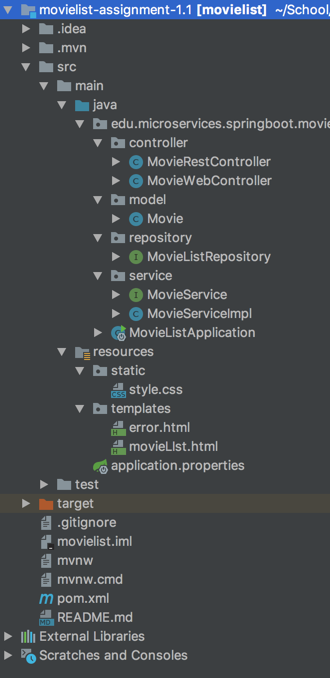 movielist-assignment-1.1 [movielist] ~/School/
.idea
.mvn
src
main
java
edu.microservices.springboot.movie
controller
MovieRestController
MovieWebController
model
Movie
repository
MovieListRepository
service
MovieService
MovieServiceImpl
MovieListApplication
resources
static
style.css
templates
error.html
movieLIst.html
application.properties
test
target
.gitignore
movielist.iml
mvnw
mvnw.cmd
pom.xml
README.md
External Libraries
Scratches and Consoles